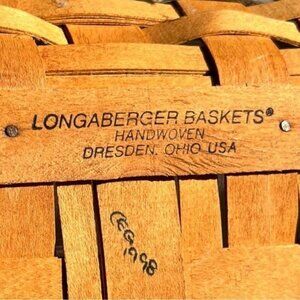 LONGABERGER BASKETS®
HANDWOVEN
DRESDEN, OHIO USA
CEG
1998